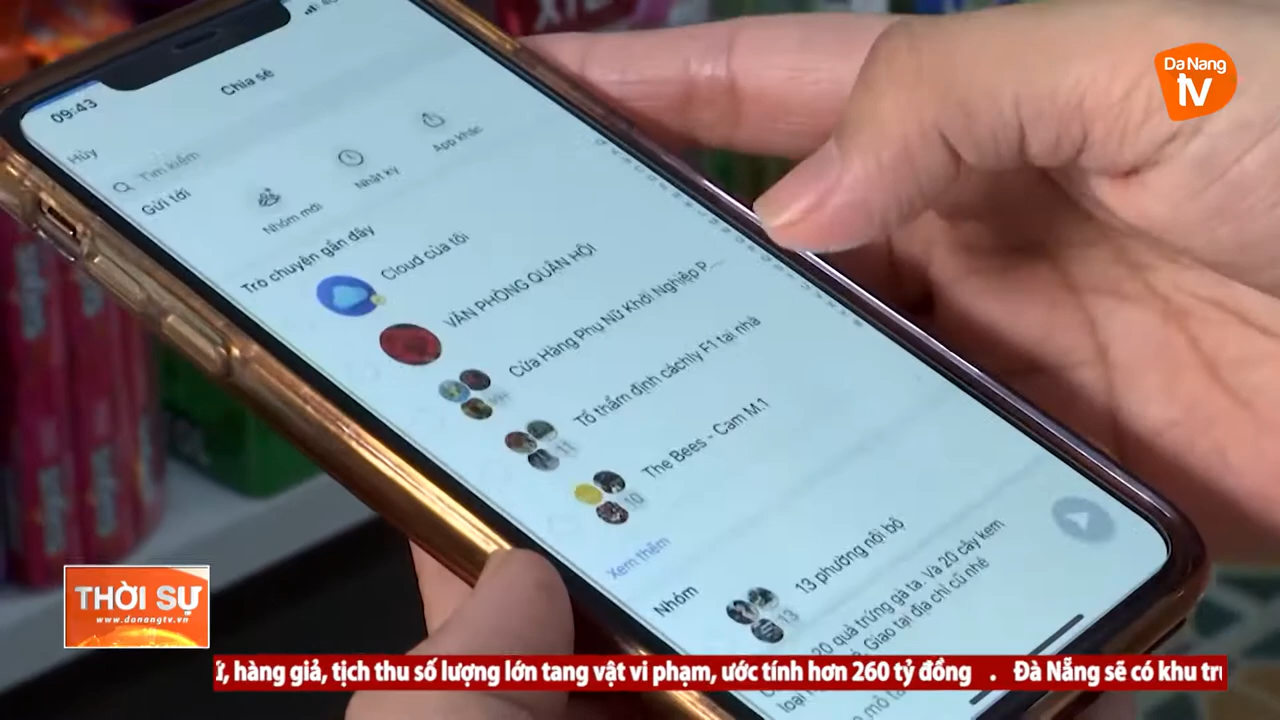 Da Nang
tv
09:43
Chia sẻ
Hủy
Tìm kiếm
Gửi tới
Nhóm mới
Nhật ký
App khác
Trò chuyện gần đây
Cloud của tôi
VĂN PHÒNG QUẬN HỘI
Cửa Hàng Phụ Nữ Khởi Nghiệp P....
Tổ thẩm định cáchly F1 tại nhà
11
The Bees - Cam M.1
10
Xem thêm
Nhóm
13 phường nội bộ
13
20 quả trứng gà ta. Và 20 cây kem
Giao tại địa chỉ cũ nhé
THỜI SỰ
www.danangtv.vn
hàng giả, tịch thu số lượng lớn tang vật vi phạm, ước tính hơn 260 tỷ đồng . Đà Nẵng sẽ có khu